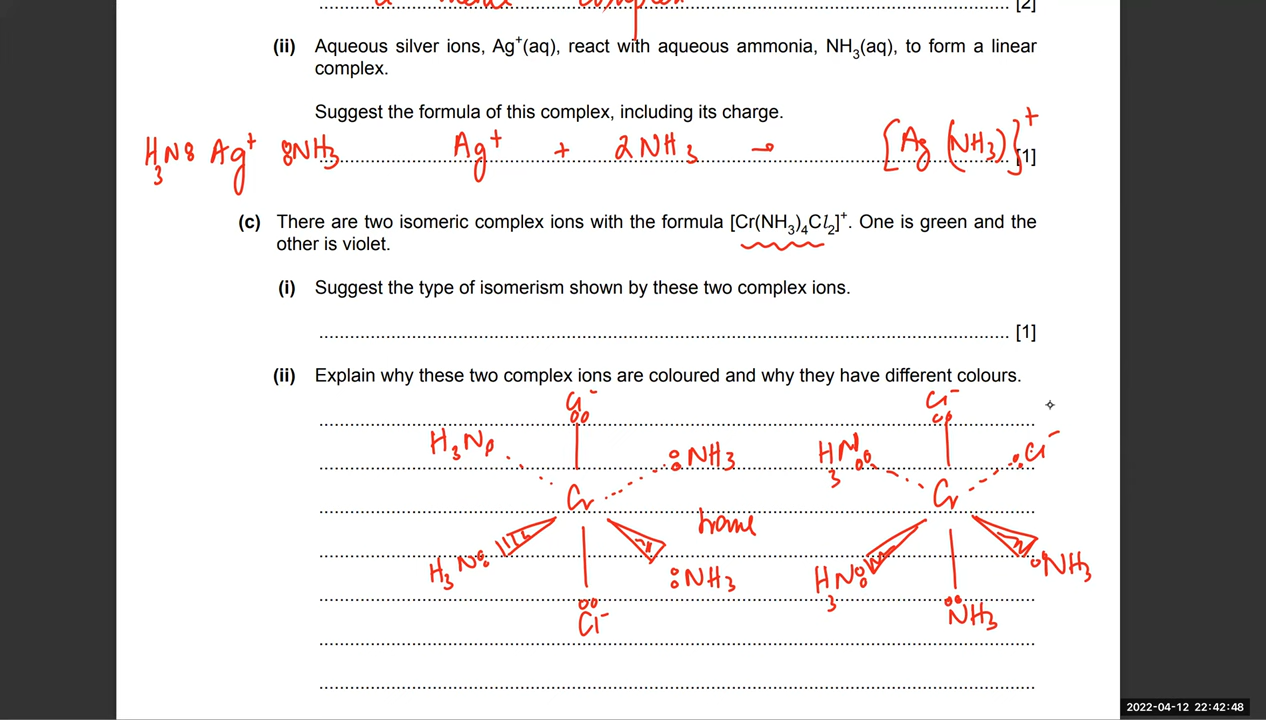 a complex [2]
(ii) Aqueous silver ions, Ag⁺(aq), react with aqueous ammonia, NH₃(aq), to form a linear
complex.
Suggest the formula of this complex, including its charge.
H₃N: Ag⁺ :NH₃ Ag⁺ + 2NH₃ → [Ag(NH₃)]⁺ [1]
(c) There are two isomeric complex ions with the formula [Cr(NH₃)₄Cl₂]⁺. One is green and the
other is violet.
(i) Suggest the type of isomerism shown by these two complex ions.
[1]
(ii) Explain why these two complex ions are coloured and why they have different colours.
Cl⁻ Cl⁻
H₃N :NH₃ H₃N: :Cl⁻
Cr Cr
H₃N: :NH₃ H₃N: :NH₃
Cl⁻ NH₃
2022-04-12 22:42:48